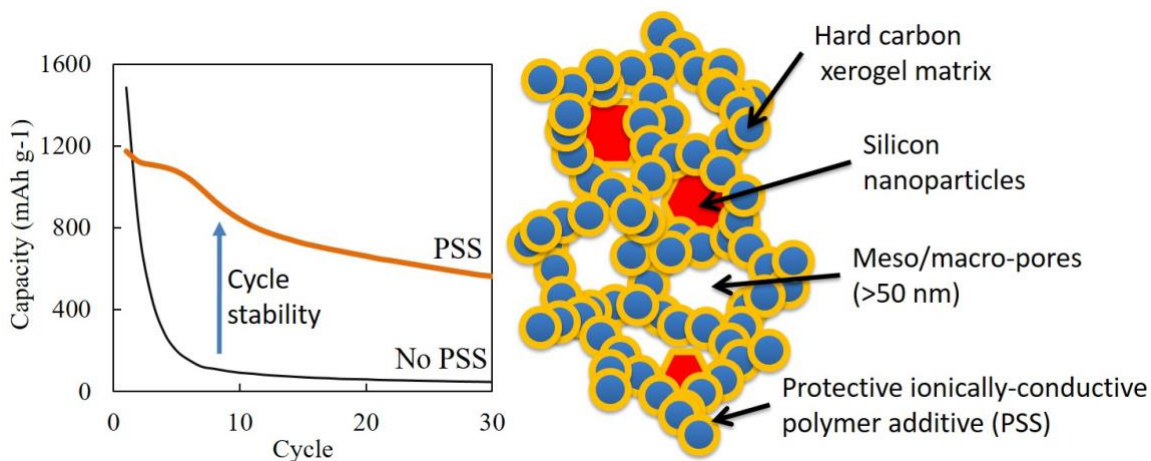 1600
1200
800
400
0
Capacity (mAh g-1)
PSS
Cycle
stability
No PSS
0 10 20 30
Cycle
Hard carbon
xerogel matrix
Silicon
nanoparticles
Meso/macro-pores
(>50 nm)
Protective ionically-conductive
polymer additive (PSS)